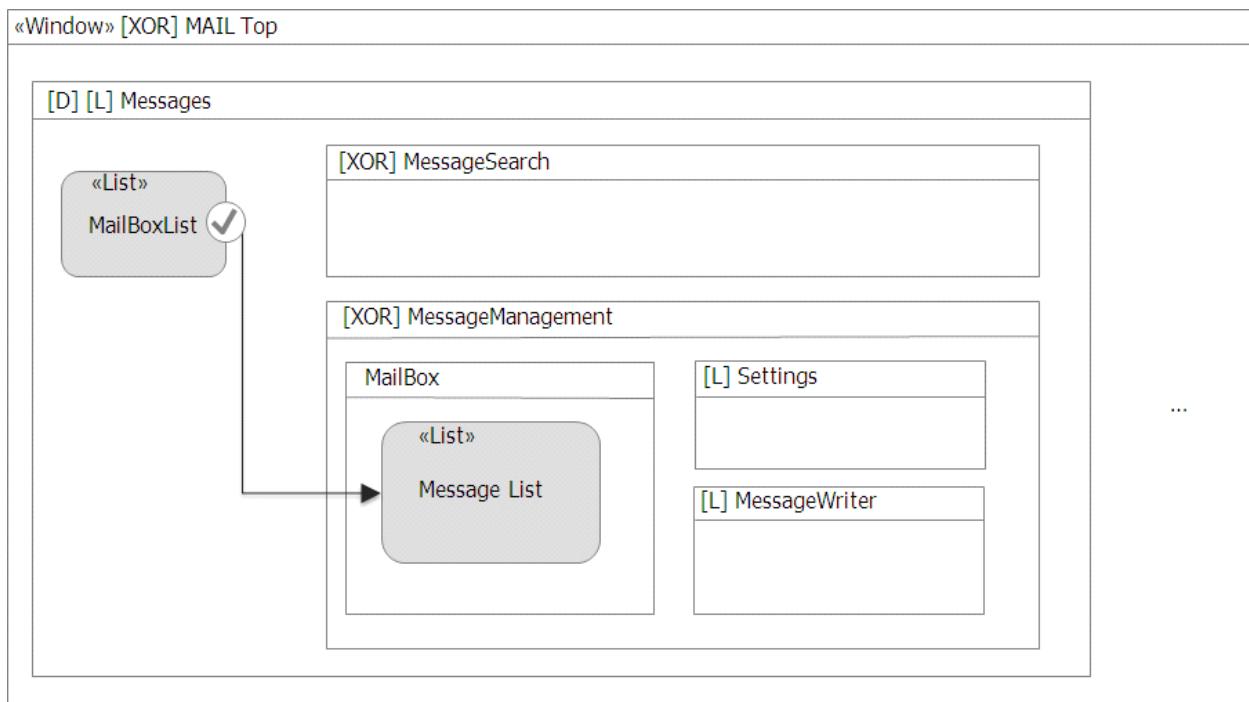 «Window» [XOR] MAIL Top
[D] [L] Messages
«List»
MailBoxList
[XOR] MessageSearch
[XOR] MessageManagement
MailBox
«List»
Message List
[L] Settings
[L] MessageWriter
...